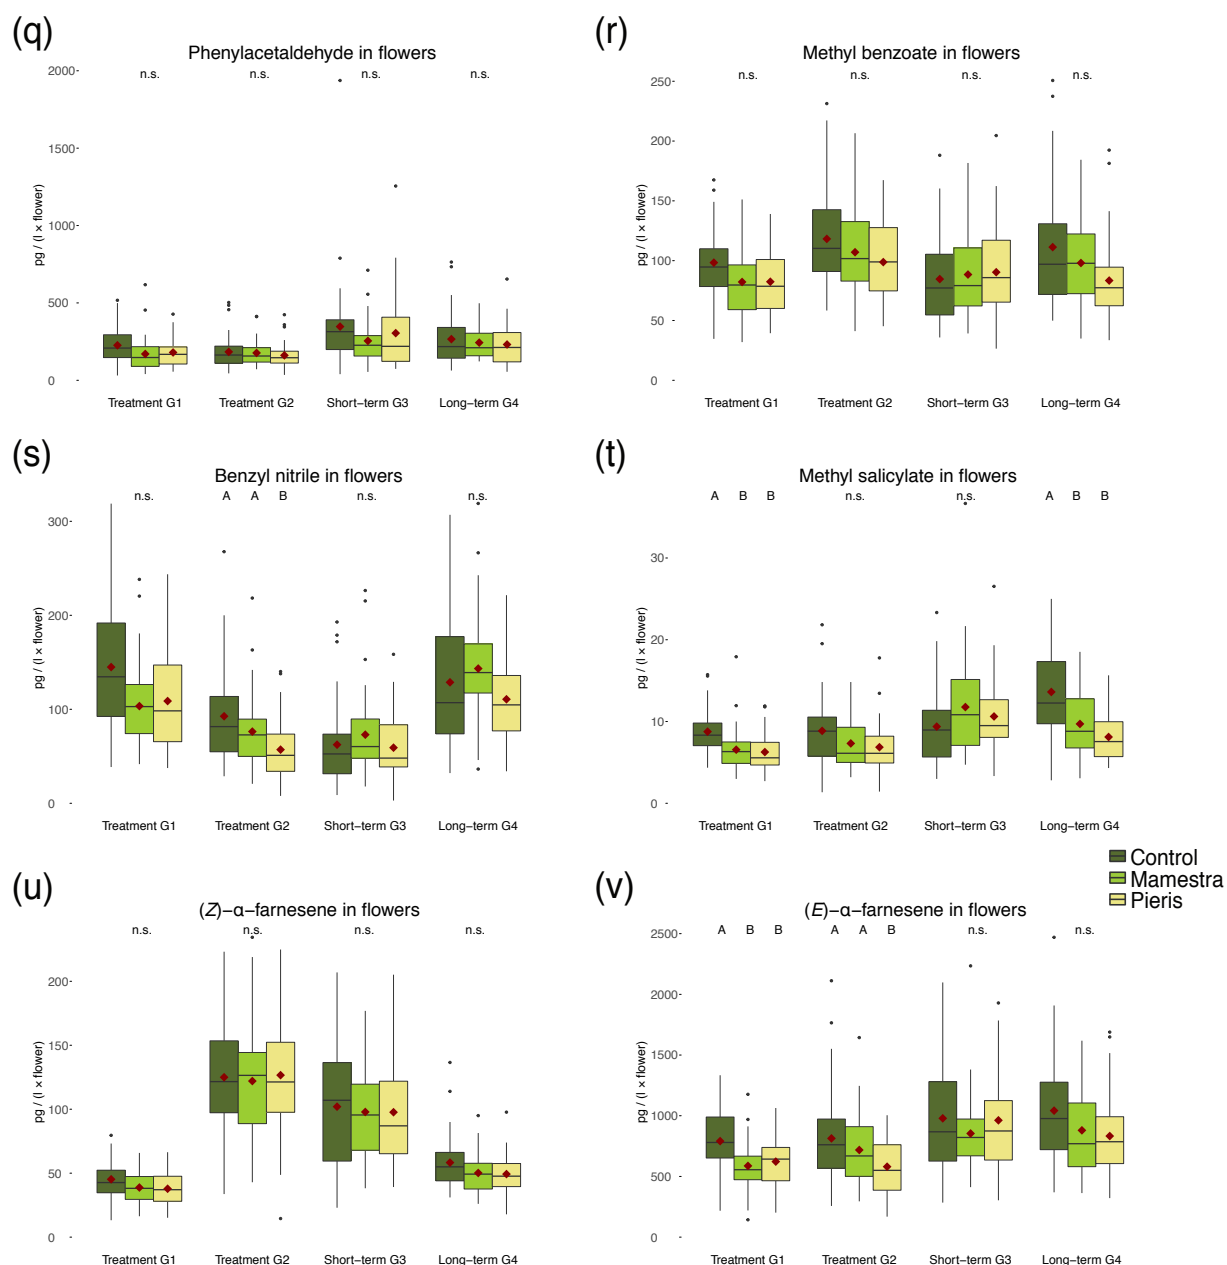 (q)
Phenylacetaldehyde in flowers
n.s. n.s. n.s. n.s.
2000
1500
1000
500
0
pg / (l × flower)
Treatment G1 Treatment G2 Short−term G3 Long−term G4
(r)
Methyl benzoate in flowers
n.s. n.s. n.s. n.s.
250
200
150
100
50
0
pg / (l × flower)
Treatment G1 Treatment G2 Short−term G3 Long−term G4
(s)
Benzyl nitrile in flowers
n.s. A A B n.s. n.s.
300
200
100
0
pg / (l × flower)
Treatment G1 Treatment G2 Short−term G3 Long−term G4
(t)
Methyl salicylate in flowers
A B B n.s. n.s. A B B
30
20
10
0
pg / (l × flower)
Treatment G1 Treatment G2 Short−term G3 Long−term G4
Control
Mamestra
Pieris
(u)
(Z)−α−farnesene in flowers
n.s. n.s. n.s. n.s.
200
150
100
50
0
pg / (l × flower)
Treatment G1 Treatment G2 Short−term G3 Long−term G4
(v)
(E)−α−farnesene in flowers
A B B A A B n.s. n.s.
2500
2000
1500
1000
500
0
pg / (l × flower)
Treatment G1 Treatment G2 Short−term G3 Long−term G4